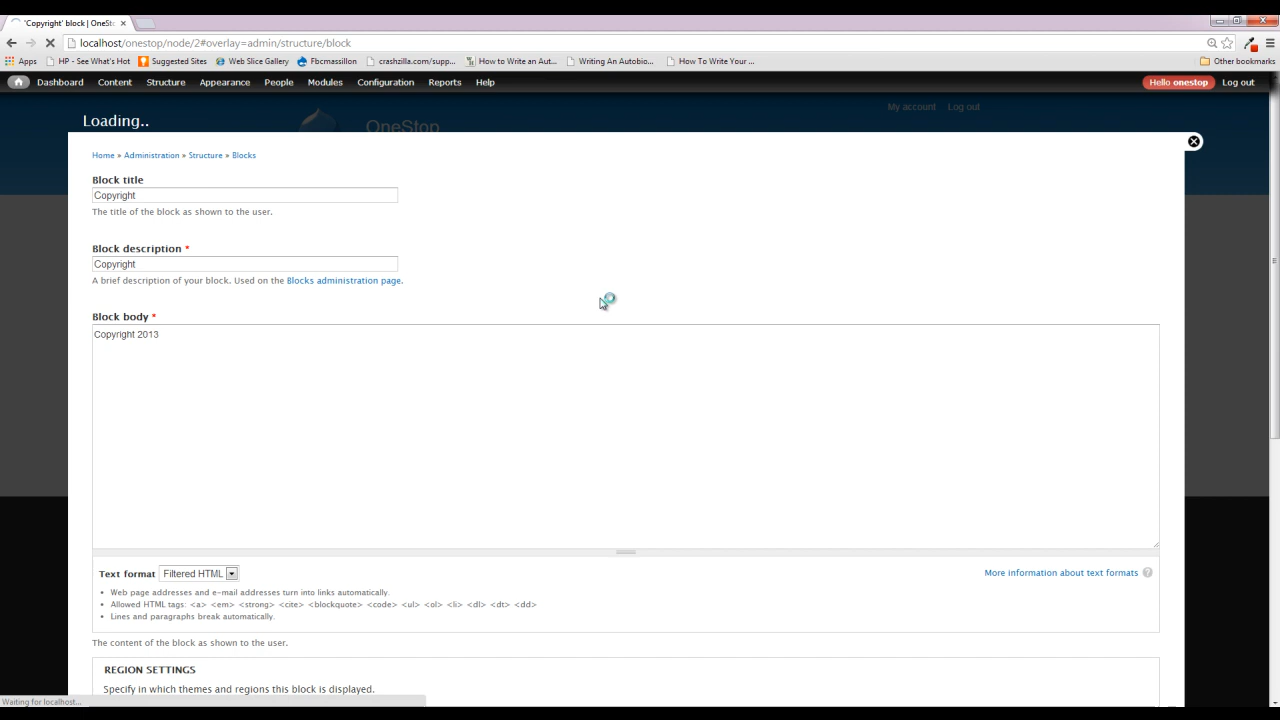 'Copyright' block | OneSt
localhost/onestop/node/2#overlay=admin/structure/block
Apps HP - See What's Hot Suggested Sites Web Slice Gallery Fbcmassillon crashzilla.com/supp... How to Write an Aut... Writing An Autobio... How To Write Your ... Other bookmarks
Dashboard Content Structure Appearance People Modules Configuration Reports Help Hello onestop Log out
My account Log out
Loading..
OneStop
Home » Administration » Structure » Blocks
Block title
Copyright
The title of the block as shown to the user.
Block description *
Copyright
A brief description of your block. Used on the Blocks administration page.
Block body *
Copyright 2013
Text format Filtered HTML More information about text formats ?
Web page addresses and e-mail addresses turn into links automatically.
Allowed HTML tags: <a> <em> <strong> <cite> <blockquote> <code> <ul> <ol> <li> <dl> <dt> <dd>
Lines and paragraphs break automatically.
The content of the block as shown to the user.
REGION SETTINGS
Specify in which themes and regions this block is displayed.
Waiting for localhost...